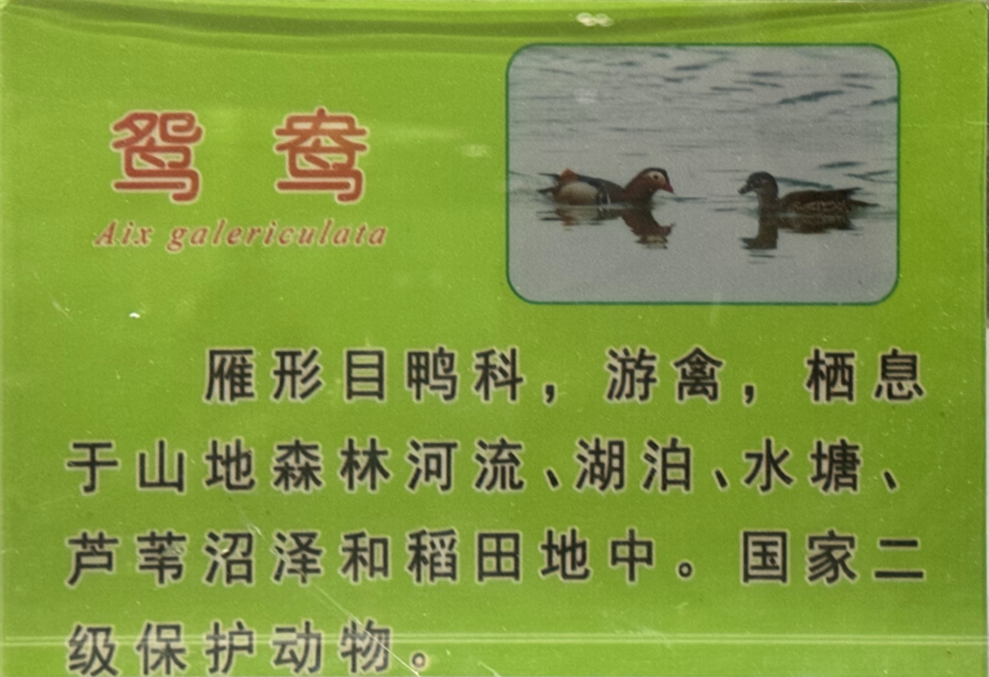 鸳鸯
Aix galericulata
雁形目鸭科，游禽，栖息
于山地森林河流、湖泊、水塘、
芦苇沼泽和稻田地中。国家二
级保护动物。